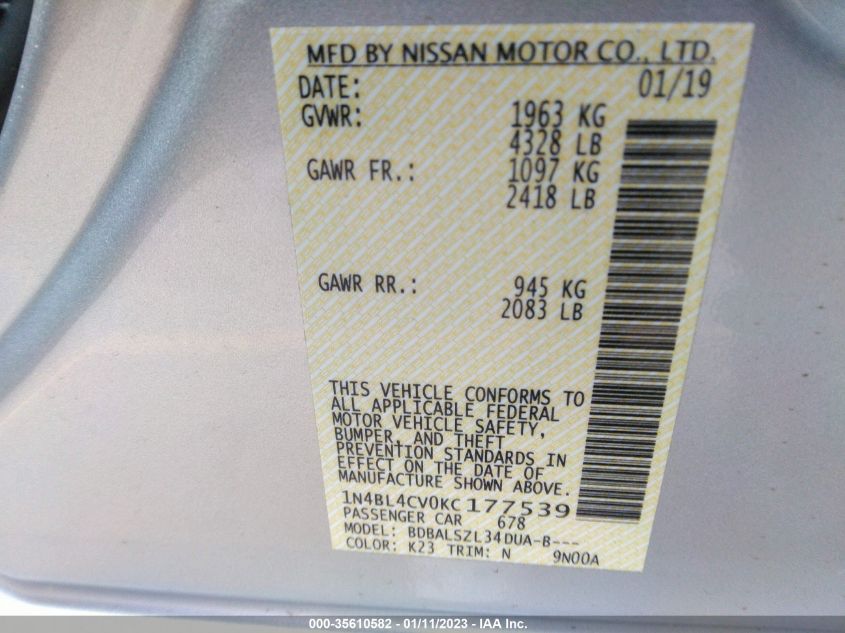 MFD BY NISSAN MOTOR CO., LTD.
DATE: 01/19
GVWR: 1963 KG
4328 LB
GAWR FR.: 1097 KG
2418 LB
GAWR RR.: 945 KG
2083 LB
THIS VEHICLE CONFORMS TO
ALL APPLICABLE FEDERAL
MOTOR VEHICLE SAFETY,
BUMPER, AND THEFT
PREVENTION STANDARDS IN
EFFECT ON THE DATE OF
MANUFACTURE SHOWN ABOVE.
1N4BL4CV0KC177539
PASSENGER CAR 678
MODEL: BDBALSZL34DUA-B---
COLOR: K23 TRIM: N 9N00A
000-35610582 - 01/11/2023 - IAA Inc.